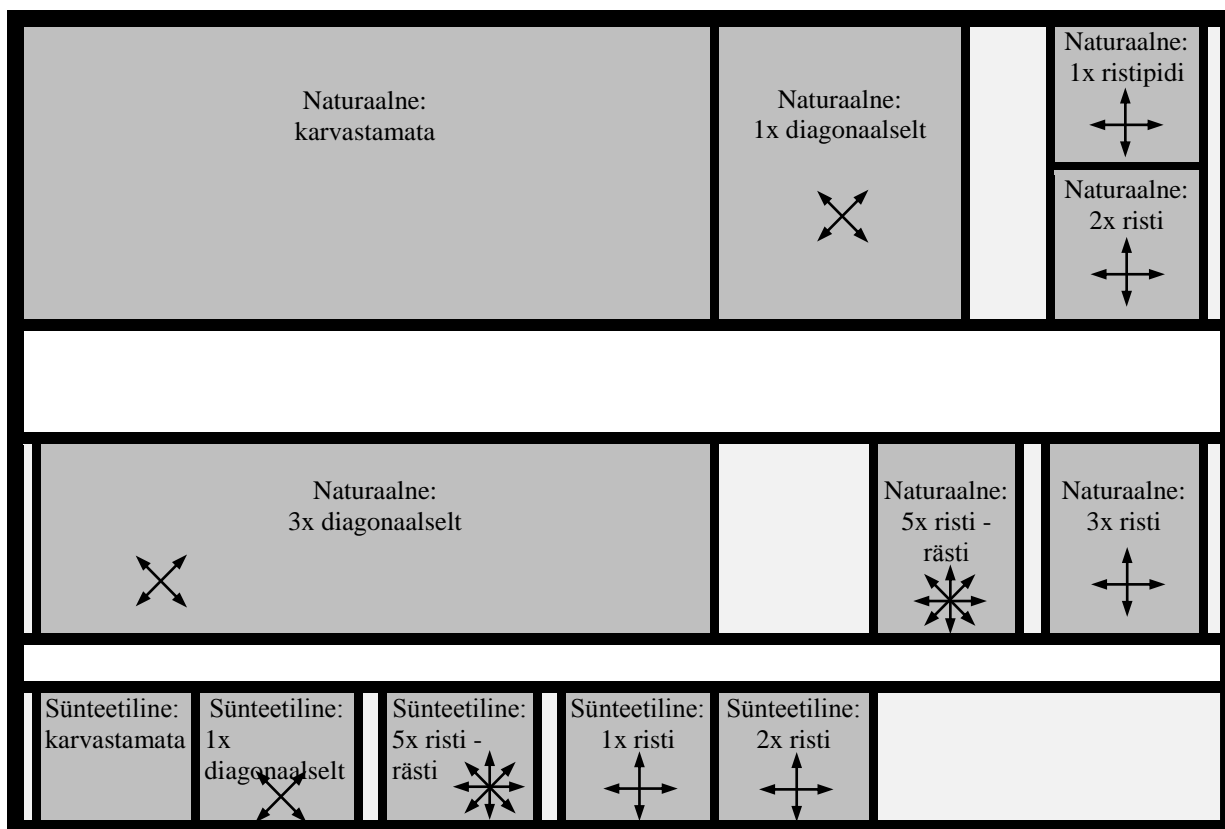 Naturaalne:
karvastamata
Naturaalne:
1x diagonaalselt
Naturaalne:
1x ristipidi
Naturaalne:
2x risti
Naturaalne:
3x diagonaalselt
Naturaalne:
5x risti -
rästi
Naturaalne:
3x risti
Sünteetiline:
karvastamata
Sünteetiline:
1x
diagonaalselt
Sünteetiline:
5x risti -
rästi
Sünteetiline:
1x risti
Sünteetiline:
2x risti